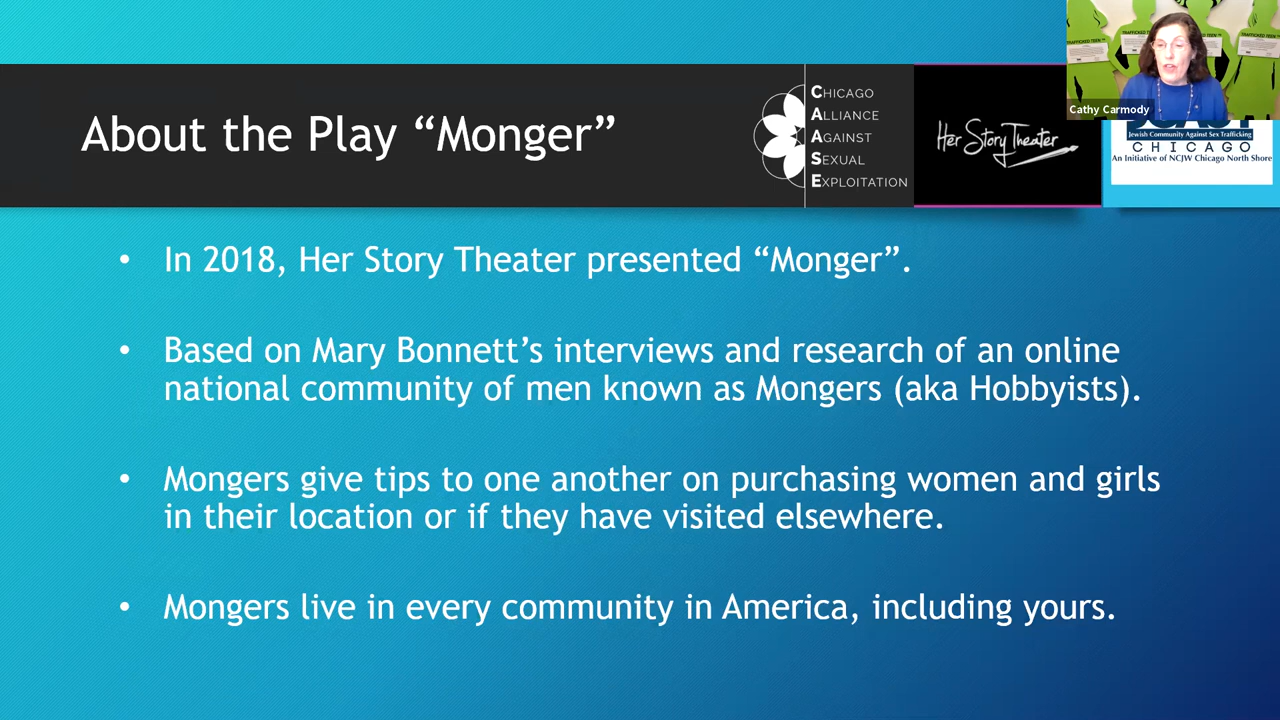 TRAFFICKED TEEN
Cathy Carmody
About the Play “Monger”
CHICAGO
ALLIANCE
AGAINST
SEXUAL
EXPLOITATION
Her Story Theater
Jewish Community Against Sex Trafficking
CHICAGO
An Initiative of NCJW Chicago North Shore
• In 2018, Her Story Theater presented “Monger”.
• Based on Mary Bonnett’s interviews and research of an online
national community of men known as Mongers (aka Hobbyists).
• Mongers give tips to one another on purchasing women and girls
in their location or if they have visited elsewhere.
• Mongers live in every community in America, including yours.